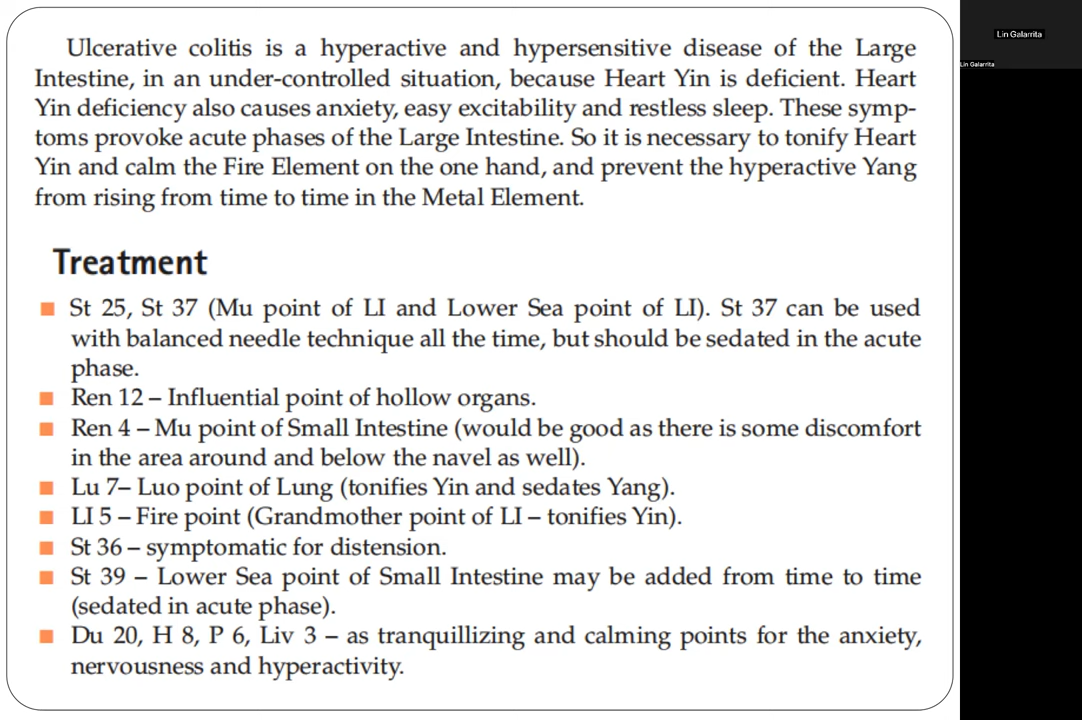 Ulcerative colitis is a hyperactive and hypersensitive disease of the Large
Intestine, in an under-controlled situation, because Heart Yin is deficient. Heart
Yin deficiency also causes anxiety, easy excitability and restless sleep. These symp-
toms provoke acute phases of the Large Intestine. So it is necessary to tonify Heart
Yin and calm the Fire Element on the one hand, and prevent the hyperactive Yang
from rising from time to time in the Metal Element.
Treatment
■ St 25, St 37 (Mu point of LI and Lower Sea point of LI). St 37 can be used
with balanced needle technique all the time, but should be sedated in the acute
phase.
■ Ren 12 – Influential point of hollow organs.
■ Ren 4 – Mu point of Small Intestine (would be good as there is some discomfort
in the area around and below the navel as well).
■ Lu 7– Luo point of Lung (tonifies Yin and sedates Yang).
■ LI 5 – Fire point (Grandmother point of LI – tonifies Yin).
■ St 36 – symptomatic for distension.
■ St 39 – Lower Sea point of Small Intestine may be added from time to time
(sedated in acute phase).
■ Du 20, H 8, P 6, Liv 3 – as tranquillizing and calming points for the anxiety,
nervousness and hyperactivity.
Lin Galarrita
Lin Galarrita